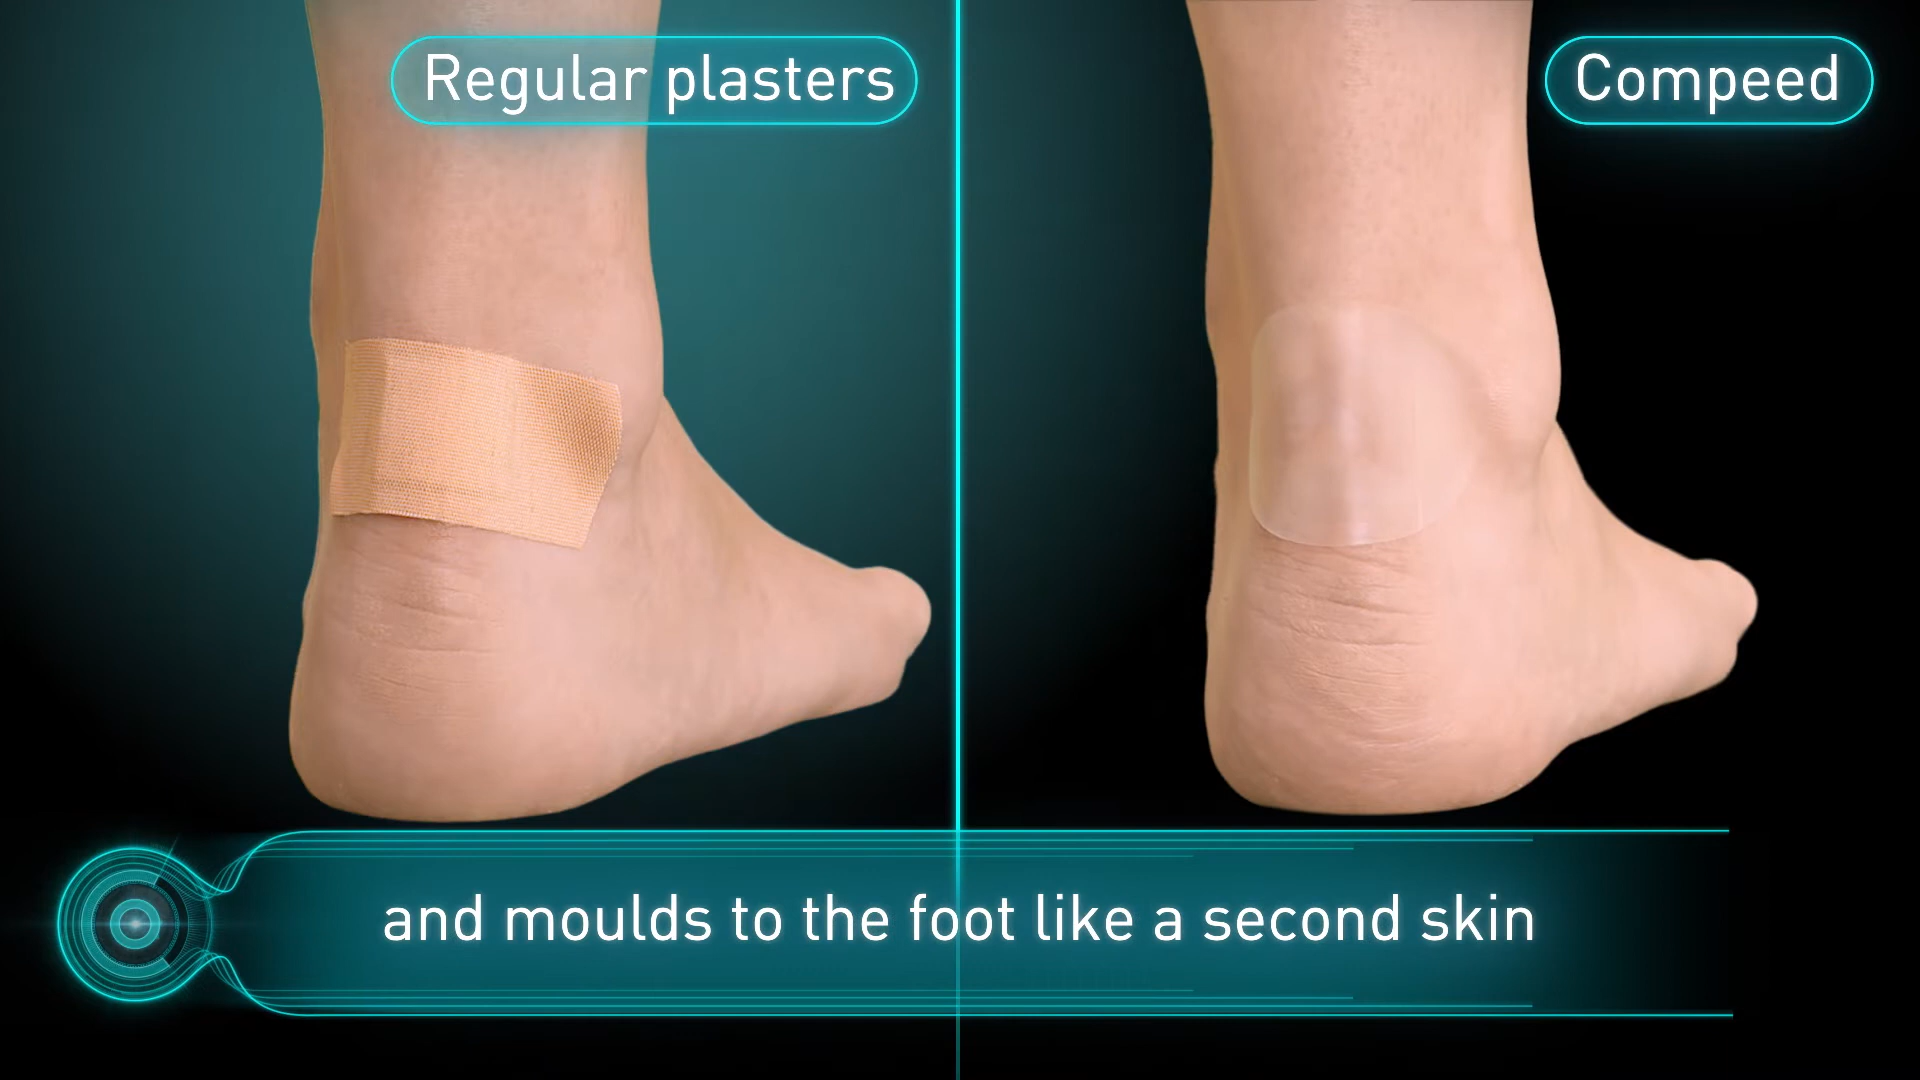 Regular plasters
Compeed
and moulds to the foot like a second skin